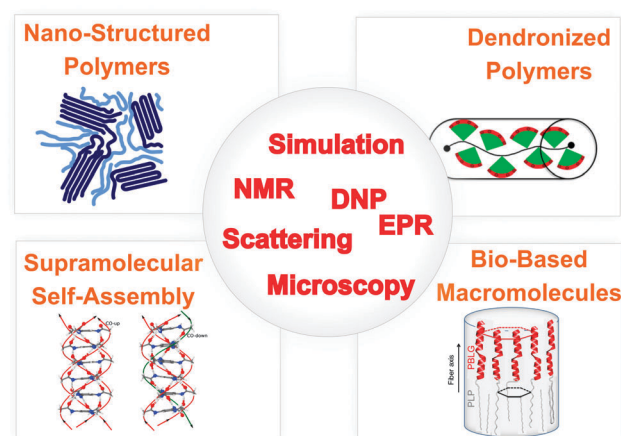 Nano-Structured
Polymers
Dendronized
Polymers
Simulation
NMR
DNP
EPR
Scattering
Microscopy
Supramolecular
Self-Assembly
CO-up
CO-down
Bio-Based
Macromolecules
Fiber axis
PBLG
PLP